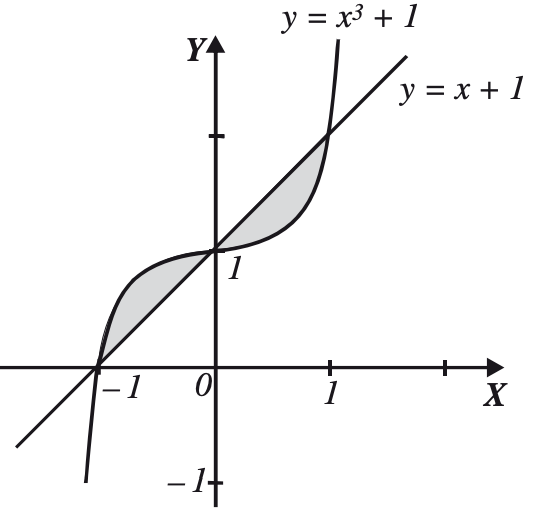 y = x³ + 1
Y
y = x + 1
1
−1
0
1
X
−1